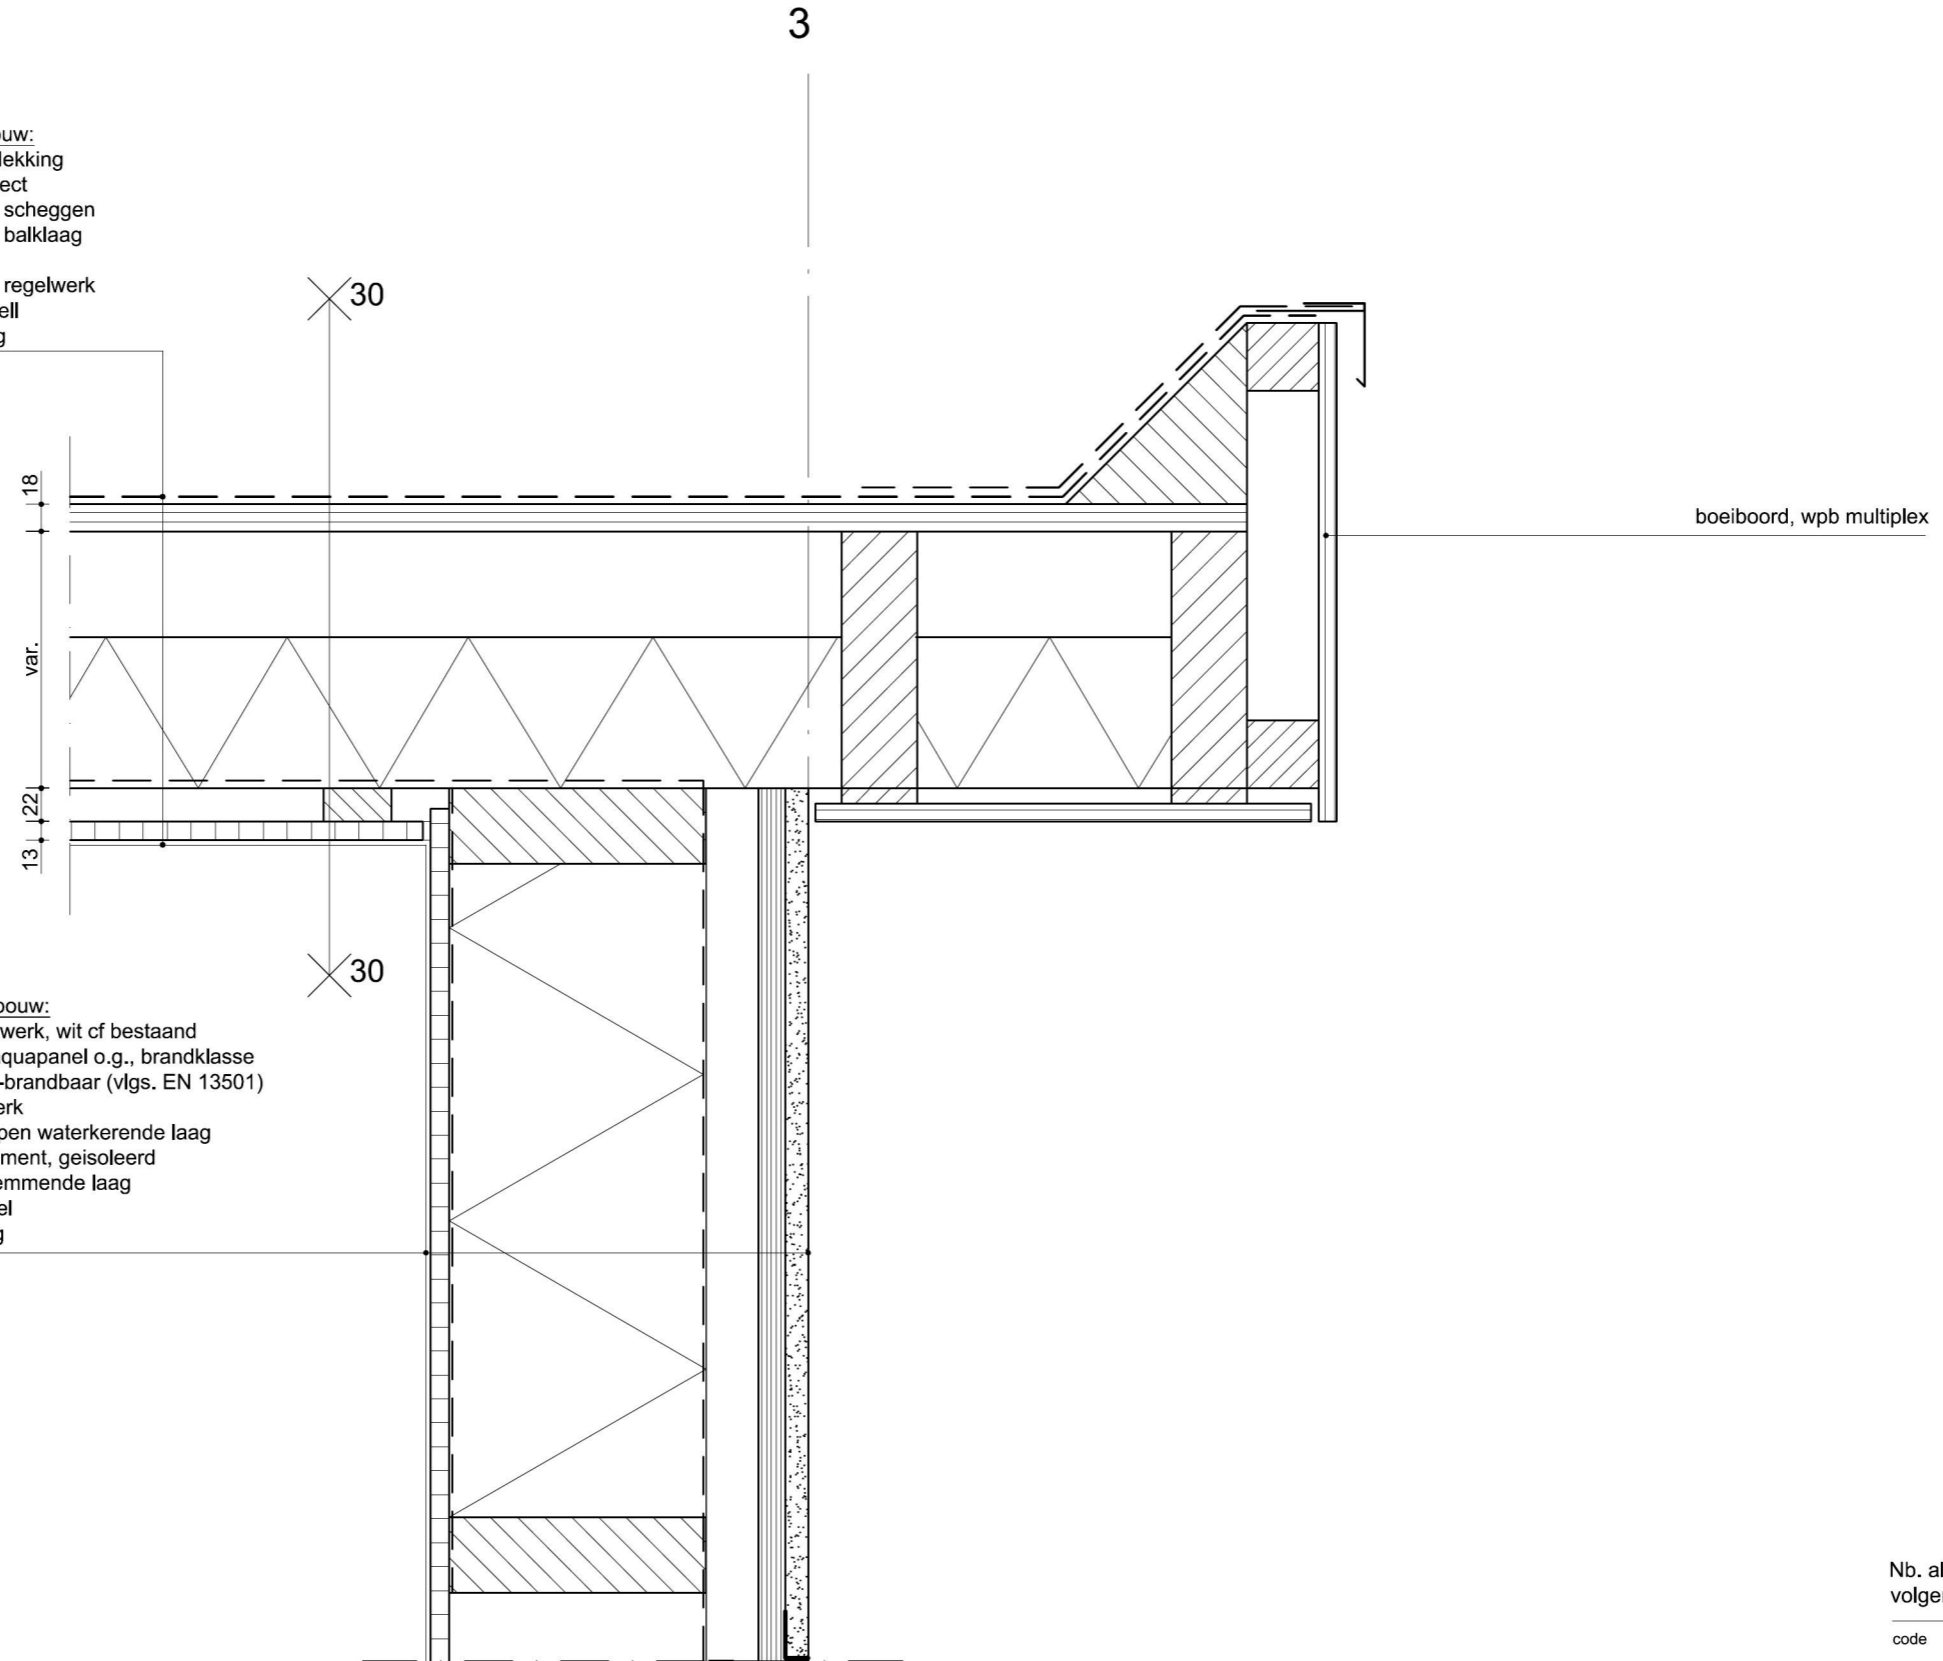 3
ouw:
lekking
ect
scheggen
balklaag
regelwerk
ell
g
30
18
boeiboord, wpb multiplex
var.
22
13
30
bouw:
werk, wit cf bestaand
quapanel o.g., brandklasse
-brandbaar (vlgs. EN 13501)
erk
pen waterkerende laag
ment, geisoleerd
emmende laag
el
g
Nb. al
volge
code